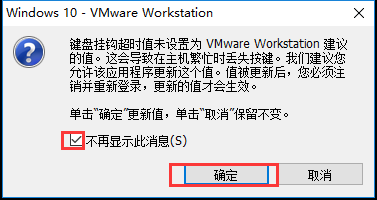 Windows 10 - VMware Workstation
键盘挂钩超时值未设置为 VMware Workstation 建议
的值。这会导致在主机繁忙时丢失按键。我们建议您
允许该应用程序更新这个值。值被更新后，您必须注
销并重新登录，更新的值才会生效。
单击“确定”更新值，单击“取消”保留不变。
不再显示此消息(S)
确定
取消